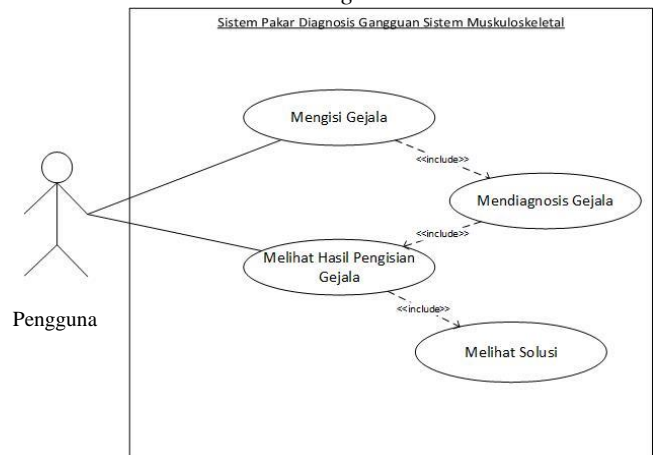 Sistem Pakar Diagnosis Gangguan Sistem Muskuloskeletal
Mengisi Gejala
<<include>>
Mendiagnosis Gejala
<<include>>
Melihat Hasil Pengisian
Gejala
<<include>>
Pengguna
Melihat Solusi